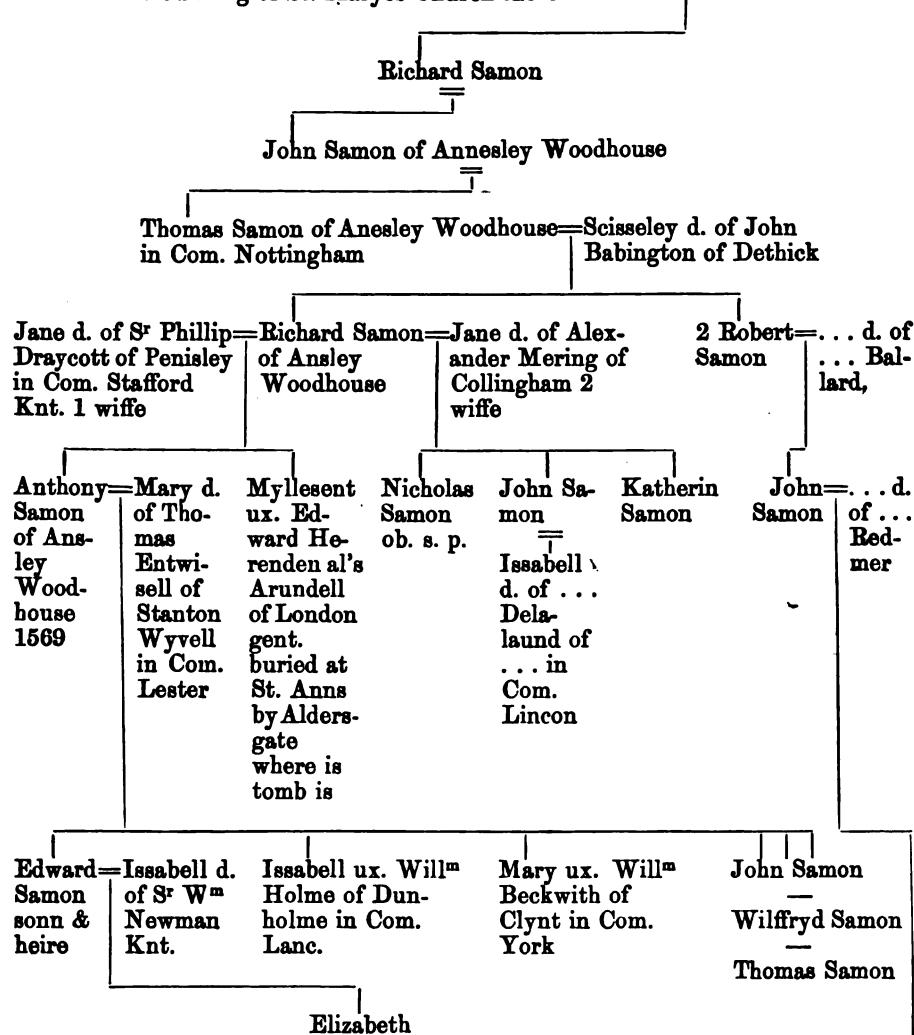 Richard Samon
=
John Samon of Annesley Woodhouse
=
Thomas Samon of Anesley Woodhouse=Scisseley d. of John
in Com. Nottingham
Babington of Dethick
Jane d. of Sʳ Phillip=
Draycott of Penisley
in Com. Stafford
Knt. 1 wiffe
Richard Samon=
of Ansley
Woodhouse
Jane d. of Alex-
ander Mering of
Collingham 2
wiffe
2 Robert=
Samon
. . . d. of
. . . Bal-
lard,
Anthony=
Samon
of Ans-
ley
Wood-
house
1569
Mary d.
of Tho-
mas
Entwi-
sell of
Stanton
Wyvell
in Com.
Lester
Myllesent
ux. Ed-
ward He-
renden al's
Arundell
of London
gent.
buried at
St. Anns
by Alders-
gate
where is
tomb is
Nicholas
Samon
ob. s. p.
John Sa-
mon
=
Issabell
d. of . . .
Dela-
laund of
. . . in
Com.
Lincon
Katherin
Samon
John=
Samon
. . . d.
of . . .
Red-
mer
Edward=
Samon
sonn &
heire
Issabell d.
of Sʳ Wᵐ
Newman
Knt.
Issabell ux. Willᵐ
Holme of Dun-
holme in Com.
Lanc.
Mary ux. Willᵐ
Beckwith of
Clynt in Com.
York
John Samon
—
Wilffryd Samon
—
Thomas Samon
Elizabeth